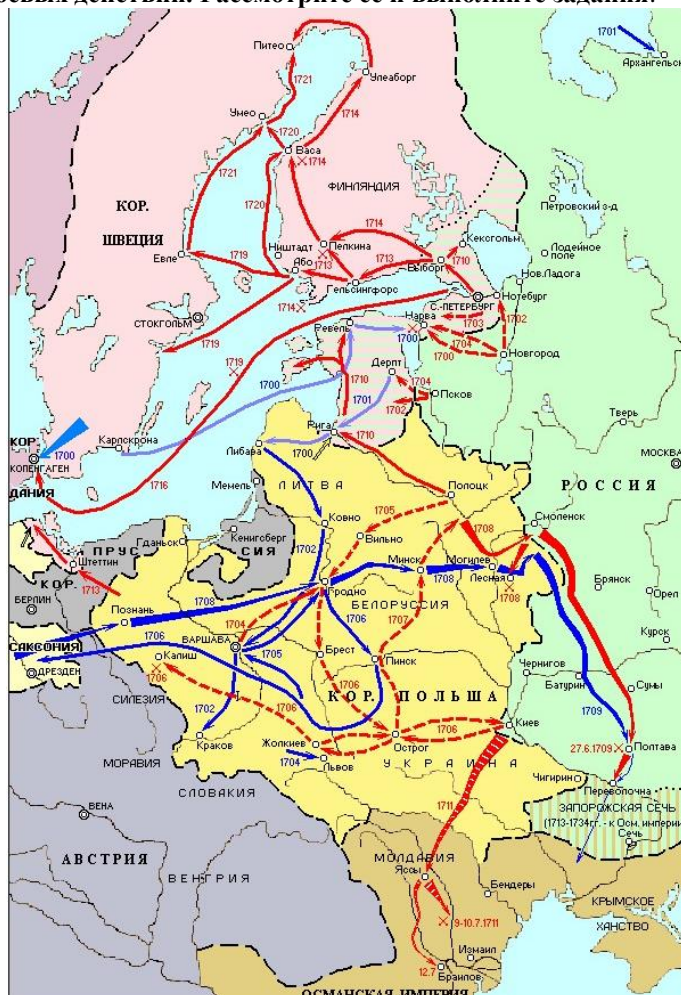 оевых действий. Рассмотрите её и выполните задания.
1701
Архангельск
Питео
Улеаборг
1721
1714
Умео
1720
Васа
1714
1721
ФИНЛЯНДИЯ
КОР.
ШВЕЦИЯ
1720
1714
Петровский з-д
Пелкина
Кексгольм
Ништадт
Або
1713
1713
Выборг
1710
Лодейное
поле
Евле
1719
Гельсингфорс
Нов.Ладога
С.-ПЕТЕРБУРГ
Нотебург
СТОКГОЛЬМ
1714
Ревель
Нарва
1703
1702
1719
1719
1700
1704
1700
Новгород
1700
1710
Дерпт
1704
1701
1702
Псков
Тверь
КОР.
1700
Карлскрона
Рига
1710
КОПЕНГАГЕН
Либава
1700
МОСКВА
ДАНИЯ
1716
Менель
ЛИТВА
Полоцк
РОССИЯ
1705
Ковно
Смоленск
ПРУС
СИЯ
Гданьск
Кенигсберг
1702
Вильно
1708
Штеттин
Минск
Могилев
КОР.
1713
1708
Лесная
1708
Гродно
Брянск
Орел
БЕРЛИН
Познань
1708
БЕЛОРУССИЯ
1704
1707
САКСОНИЯ
1706
ВАРШАВА
1706
Курск
1705
Брест
Пинск
ДРЕЗДЕН
Калиш
1706
Чернигов
1706
КОР. ПОЛЬША
Батурин
Сумы
СИЛЕЗИЯ
1702
1706
Киев
1709
1706
Краков
Жолкиев
Острог
27.6.1709
Полтава
МОРАВИЯ
1704
Львов
УКРАИНА
Чигирин
Переволочна
СЛОВАКИЯ
ЗАПОРОЖСКАЯ СЕЧЬ
(1713-1734гг. - к Осм. империи
ВЕНА
1711
Сечь
АВСТРИЯ
МОЛДАВИЯ
ВЕНГРИЯ
Яссы
Бендеры
КРЫМСКОЕ
9-10.7.1711
ХАНСТВО
Измаил
12.7
Браилов
ОСМАНСКАЯ ИМПЕРИЯ